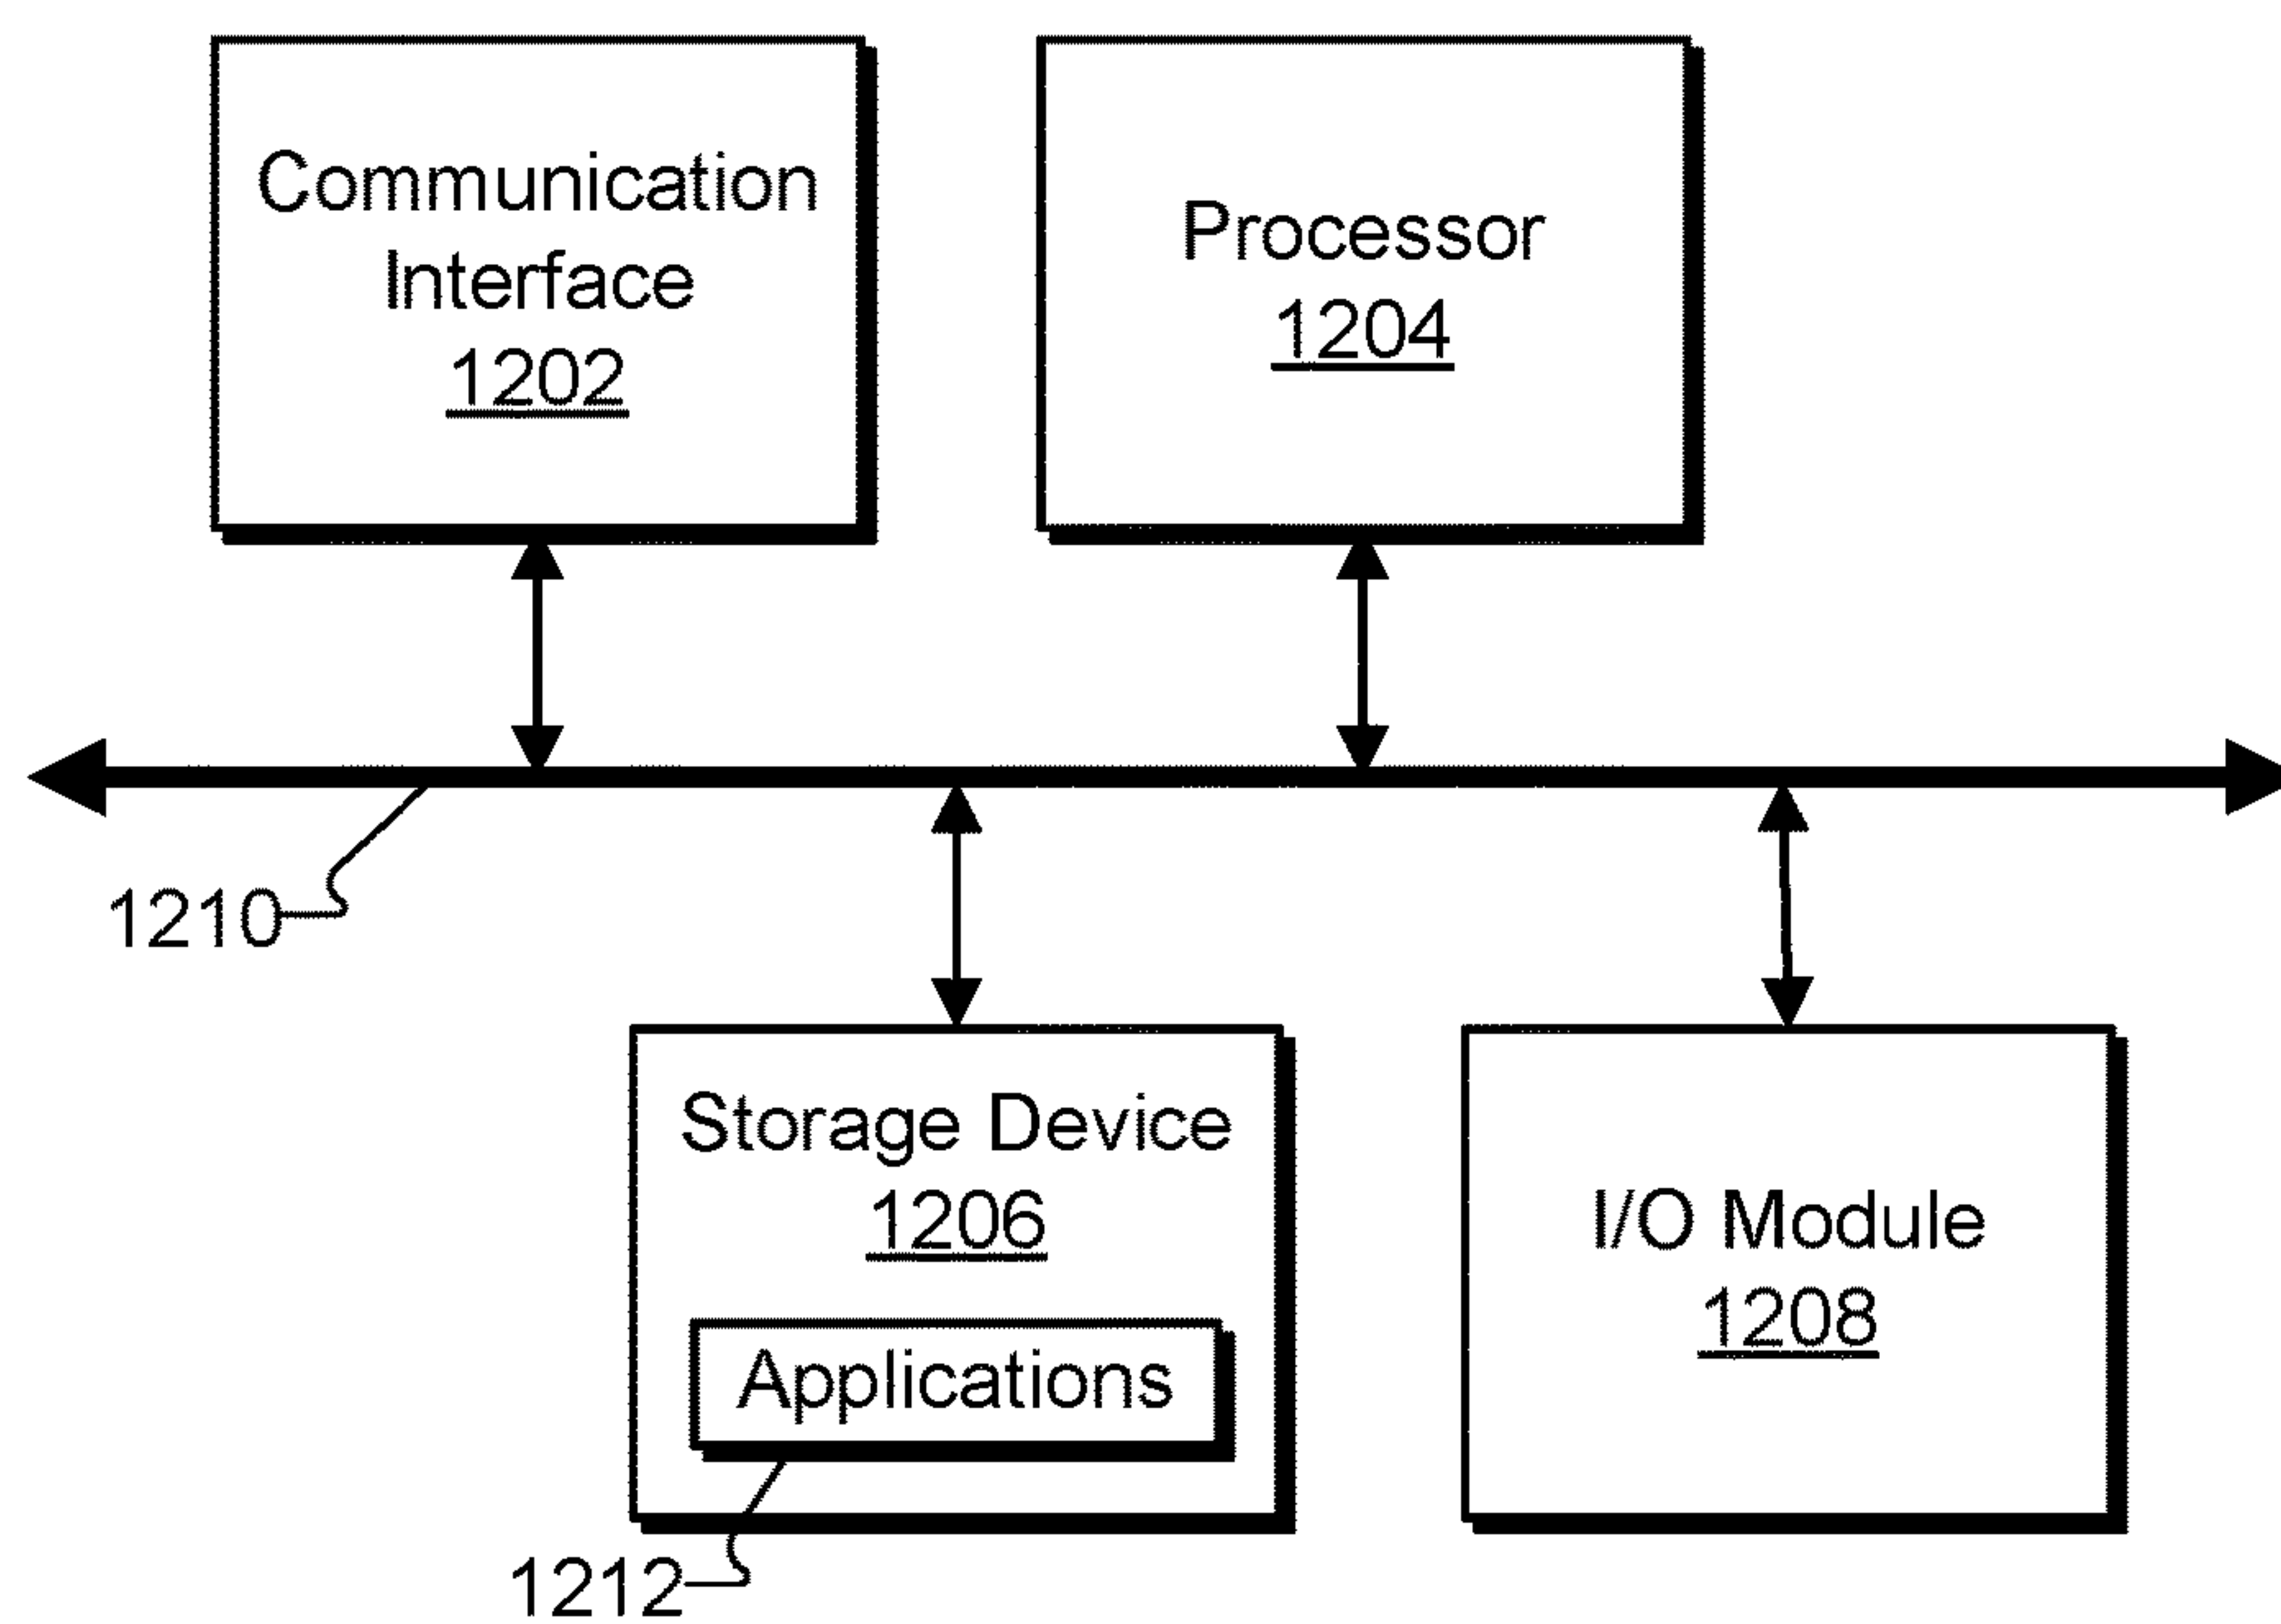 Communication
Interface
1202
Processor
1204
1210
Storage Device
1206
Applications
1212
I/O Module
1208